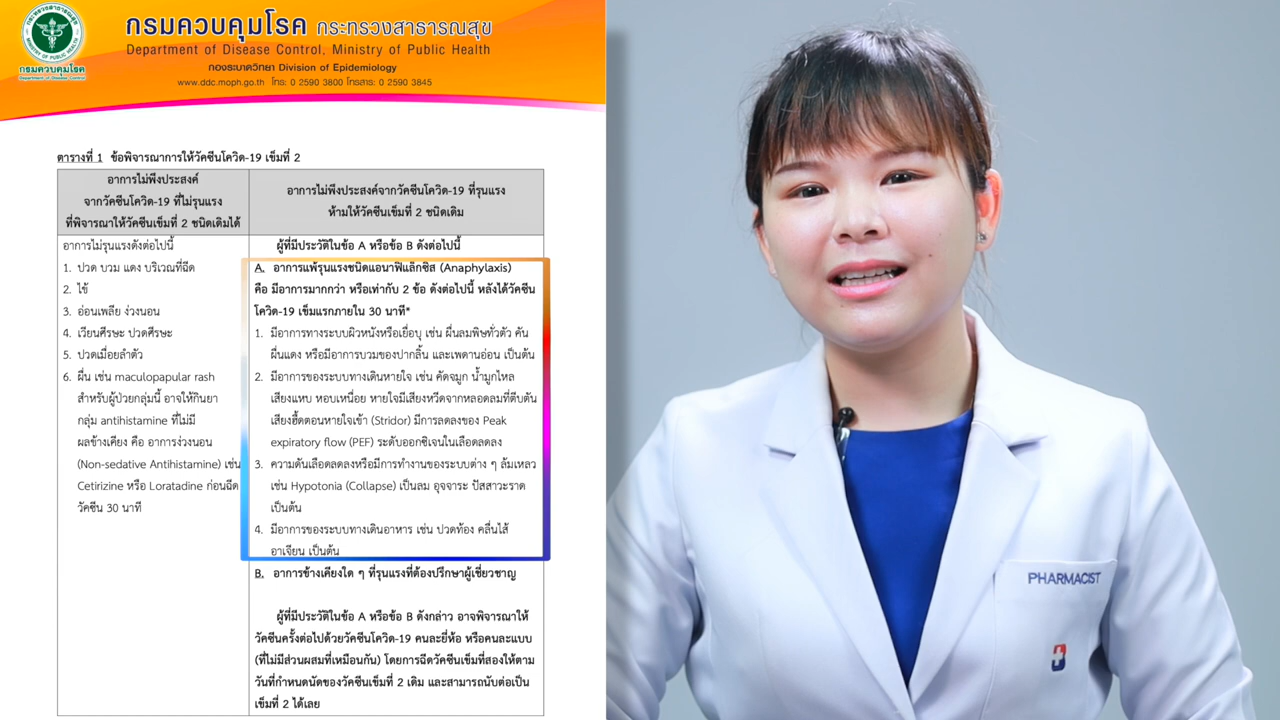 กรมควบคุมโรค กระทรวงสาธารณสุข
Department of Disease Control, Ministry of Public Health
กองระบาดวิทยา Division of Epidemiology
www.ddc.moph.go.th โทร: 0 2590 3800 โทรสาร: 0 2590 3845
กรมควบคุมโรค
Department of Disease Control
ตารางที่ 1 ข้อพิจารณาการให้วัคซีนโควิด-19 เข็มที่ 2
อาการไม่พึงประสงค์
จากวัคซีนโควิด-19 ที่ไม่รุนแรง
ที่พิจารณาให้วัคซีนเข็มที่ 2 ชนิดเดิมได้
อาการไม่พึงประสงค์จากวัคซีนโควิด-19 ที่รุนแรง
ห้ามให้วัคซีนเข็มที่ 2 ชนิดเดิม
อาการไม่รุนแรงดังต่อไปนี้
1. ปวด บวม แดง บริเวณที่ฉีด
2. ไข้
3. อ่อนเพลีย ง่วงนอน
4. เวียนศีรษะ ปวดศีรษะ
5. ปวดเมื่อยลำตัว
6. ผื่น เช่น maculopapular rash
สำหรับผู้ป่วยกลุ่มนี้ อาจให้กินยา
กลุ่ม antihistamine ที่ไม่มี
ผลข้างเคียง คือ อาการง่วงนอน
(Non-sedative Antihistamine) เช่น
Cetirizine หรือ Loratadine ก่อนฉีด
วัคซีน 30 นาที
ผู้ที่มีประวัติในข้อ A หรือข้อ B ดังต่อไปนี้
A. อาการแพ้รุนแรงชนิดแอนาฟิแล็กซิส (Anaphylaxis)
คือ มีอาการมากกว่า หรือเท่ากับ 2 ข้อ ดังต่อไปนี้ หลังได้วัคซีน
โควิด-19 เข็มแรกภายใน 30 นาที*
1. มีอาการทางระบบผิวหนังหรือเยื่อบุ เช่น ผื่นลมพิษทั่วตัว คัน
ผื่นแดง หรือมีอาการบวมของปากลิ้น และเพดานอ่อน เป็นต้น
2. มีอาการของระบบทางเดินหายใจ เช่น คัดจมูก น้ำมูกไหล
เสียงแหบ หอบเหนื่อย หายใจมีเสียงหวีดจากหลอดลมที่ตีบตัน
เสียงฮื้ดตอนหายใจเข้า (Stridor) มีการลดลงของ Peak
expiratory flow (PEF) ระดับออกซิเจนในเลือดลดลง
3. ความดันเลือดลดลงหรือมีการทำงานของระบบต่าง ๆ ล้มเหลว
เช่น Hypotonia (Collapse) เป็นลม อุจจาระ ปัสสาวะราด
เป็นต้น
4. มีอาการของระบบทางเดินอาหาร เช่น ปวดท้อง คลื่นไส้
อาเจียน เป็นต้น
B. อาการข้างเคียงใด ๆ ที่รุนแรงที่ต้องปรึกษาผู้เชี่ยวชาญ
ผู้ที่มีประวัติในข้อ A หรือข้อ B ดังกล่าว อาจพิจารณาให้
วัคซีนครั้งต่อไปด้วยวัคซีนโควิด-19 คนละยี่ห้อ หรือคนละแบบ
(ที่ไม่มีส่วนผสมที่เหมือนกัน) โดยการฉีดวัคซีนเข็มที่สองให้ตาม
วันที่กำหนดนัดของวัคซีนเข็มที่ 2 เดิม และสามารถนับต่อเป็น
เข็มที่ 2 ได้เลย
PHARMACIST